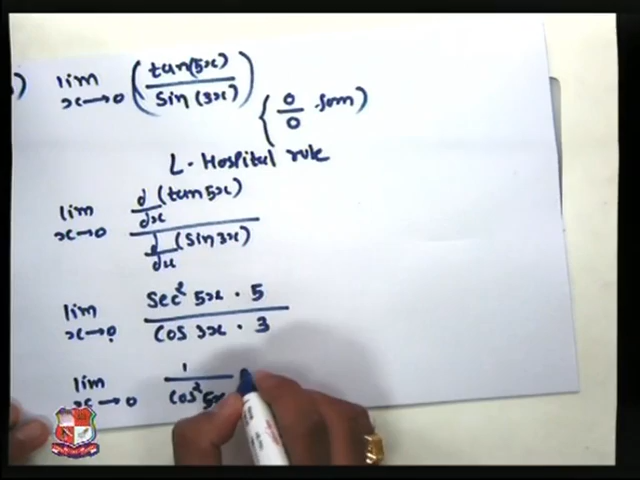 ) lim x→0 (tan(5x) / sin(3x)) { 0/0 form)
L - Hospital rule
lim x→0 d/dx (tan 5x) / d/dx (sin 3x)
lim x→0 sec² 5x · 5 / cos 3x · 3
lim x→0 1 / cos² 5x